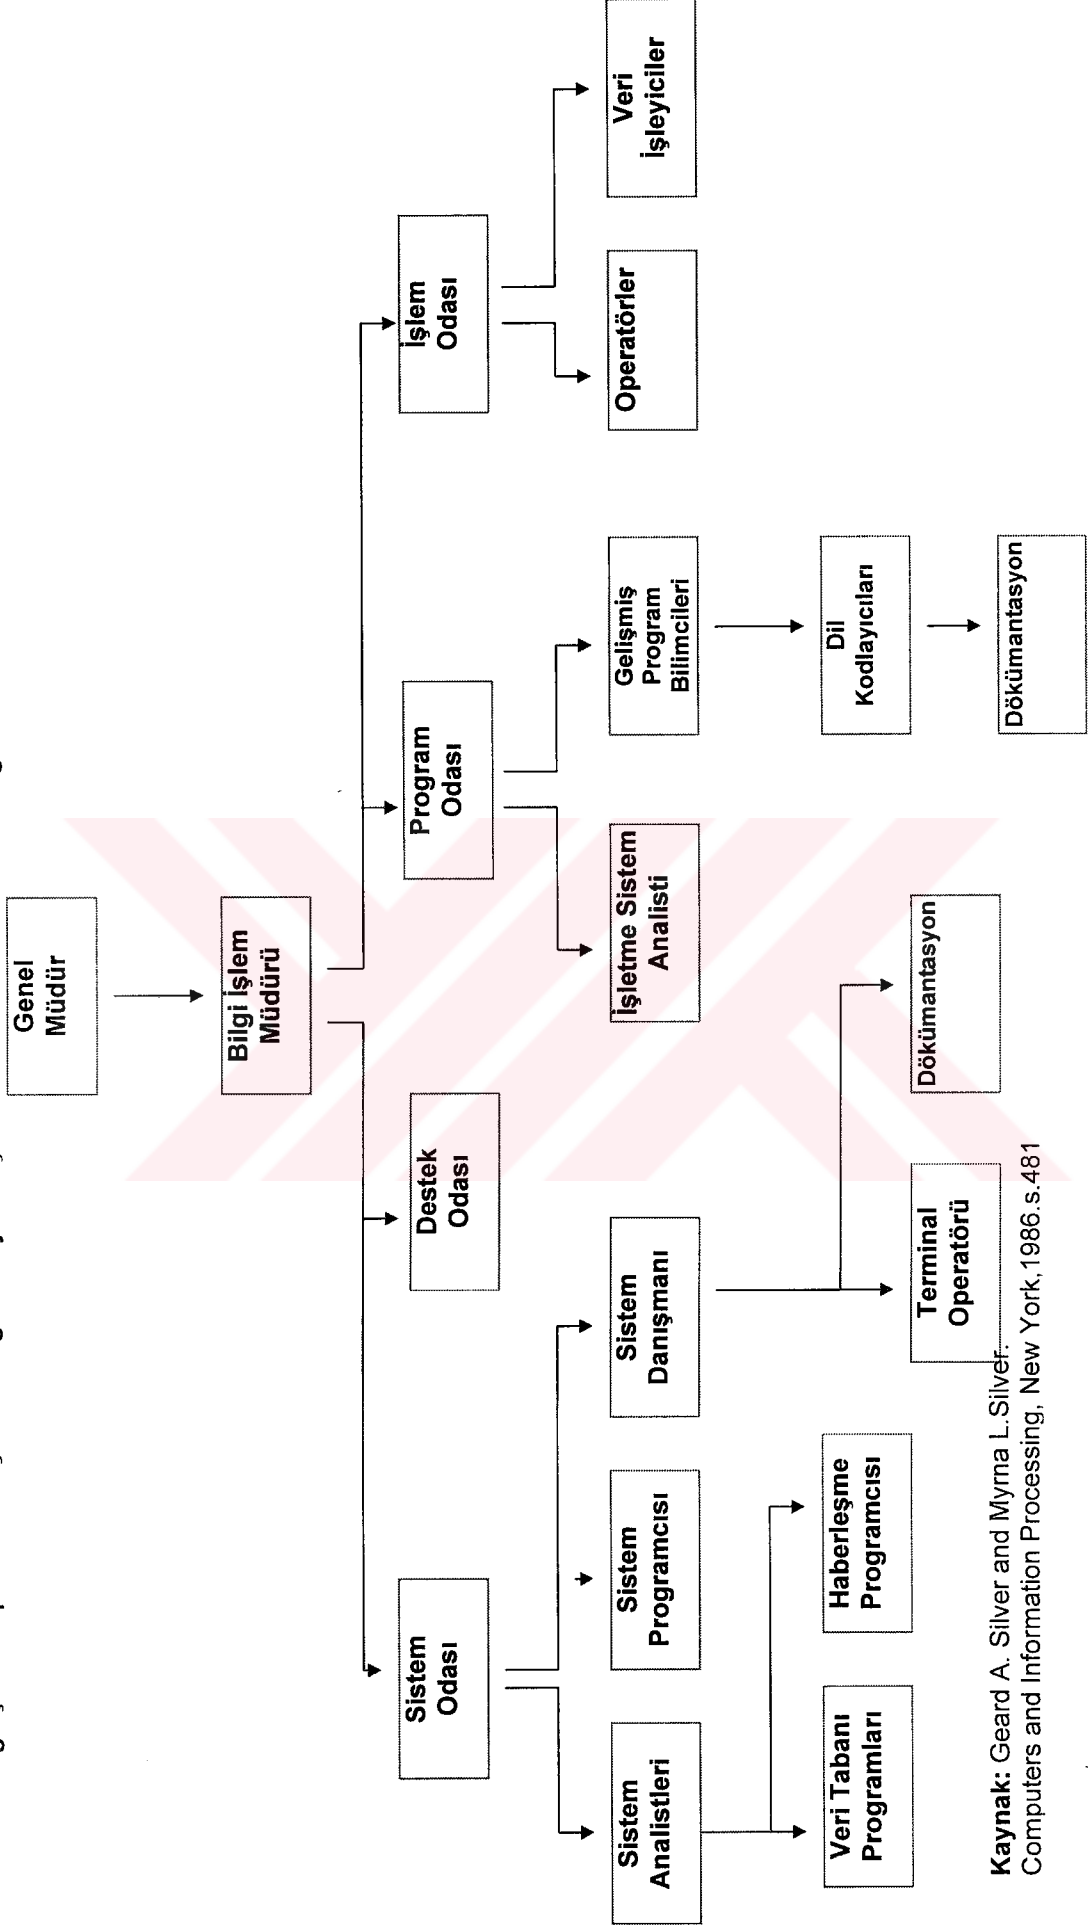 Genel
Müdür
Bilgi İşlem
Müdürü
Sistem
Odası
Destek
Odası
Program
Odası
İşlem
Odası
Sistem
Analistleri
Sistem
Programcısı
Sistem
Danışmanı
İşletme Sistem
Analisti
Gelişmiş
Program
Bilimcileri
Operatörler
Veri
İşleyiciler
Veri Tabanı
Programları
Haberleşme
Programcısı
Dil
Kodlayıcıları
Terminal
Operatörü
Dökümantasyon
Dökümantasyon
Kaynak: Geard A. Silver and Myrna L.Silver.
Computers and Information Processing, New York,1986.s.481